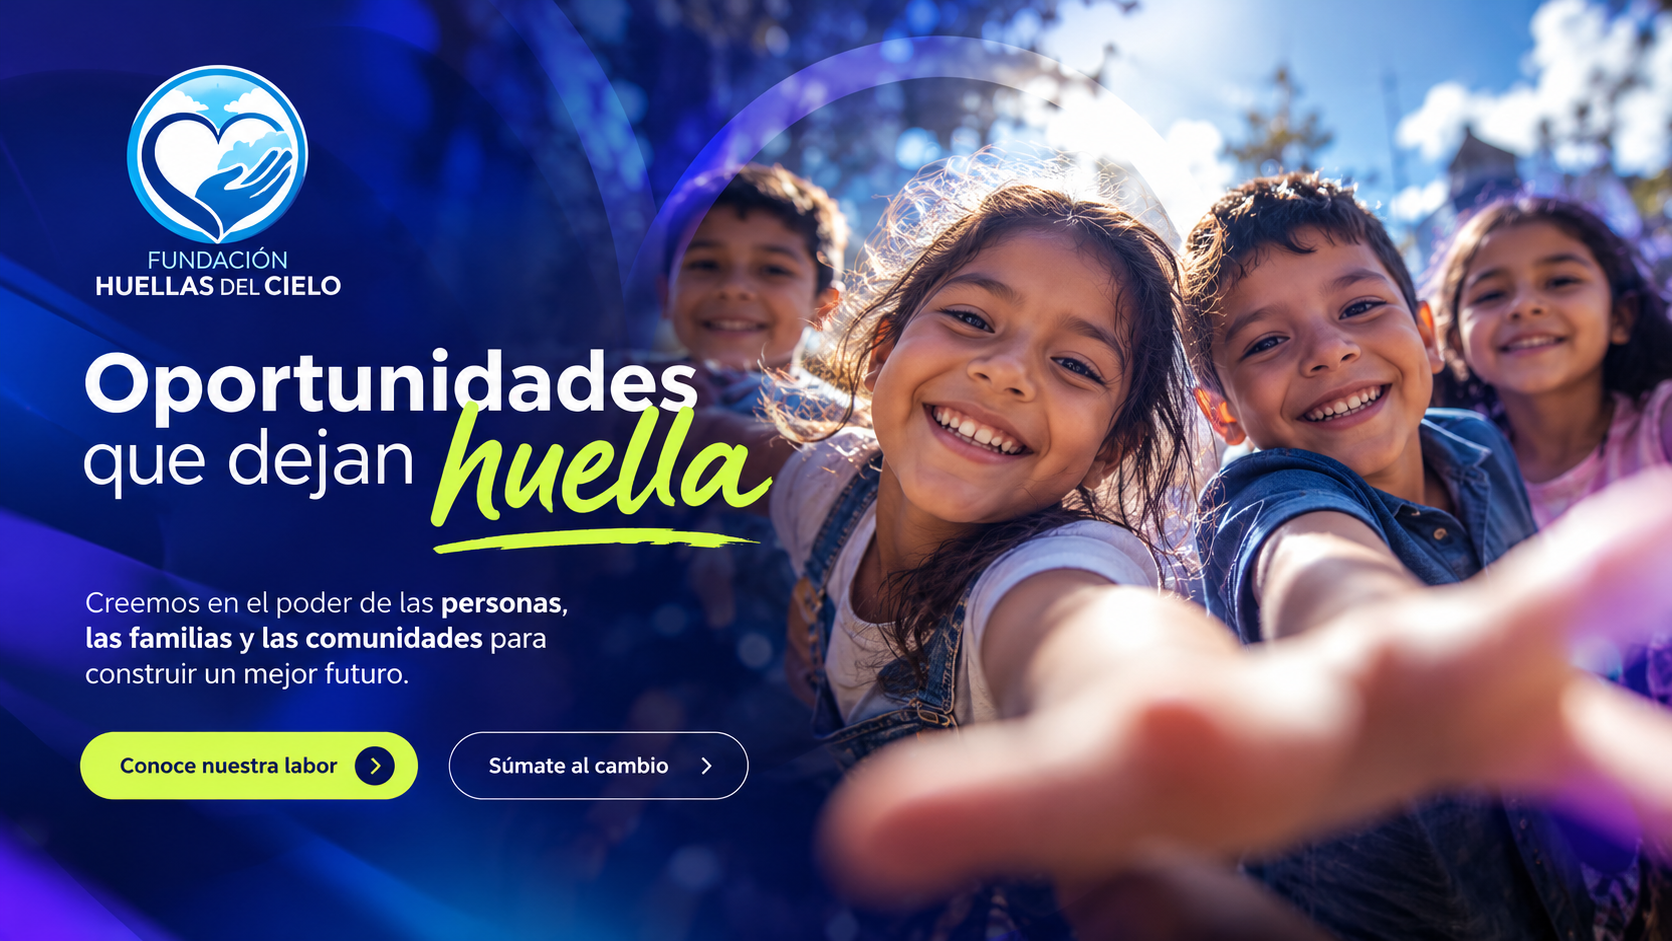 FUNDACIÓN
HUELLAS DEL CIELO
Oportunidades
que dejan huella
Creemos en el poder de las personas,
las familias y las comunidades para
construir un mejor futuro.
Conoce nuestra labor
Súmate al cambio